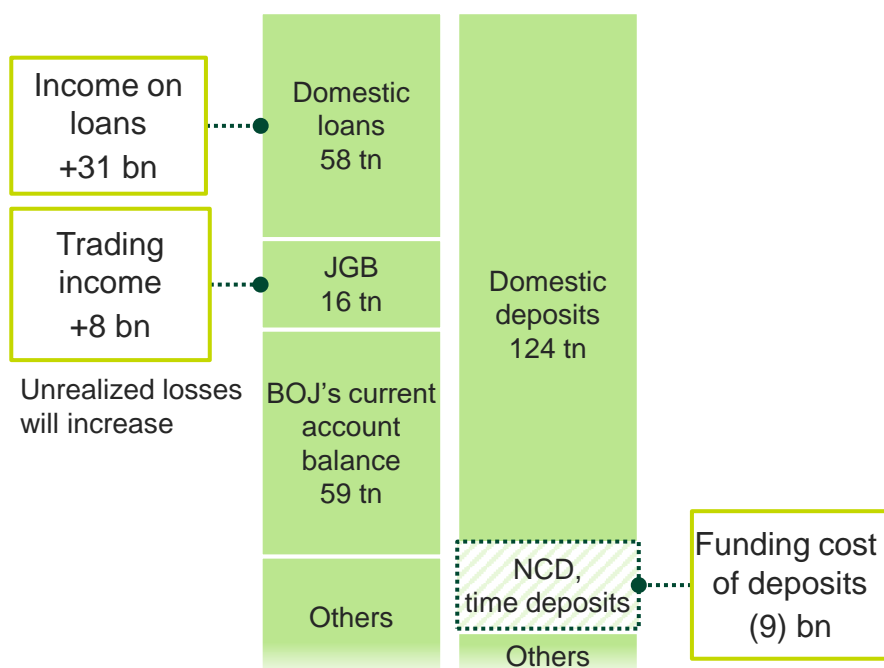 Income on
loans
+31 bn
Trading
income
+8 bn
Unrealized losses
will increase
Domestic
loans
58 tn
JGB
16 tn
BOJ’s current
account
balance
59 tn
Others
Domestic
deposits
124 tn
NCD,
time deposits
Others
Funding cost
of deposits
(9) bn